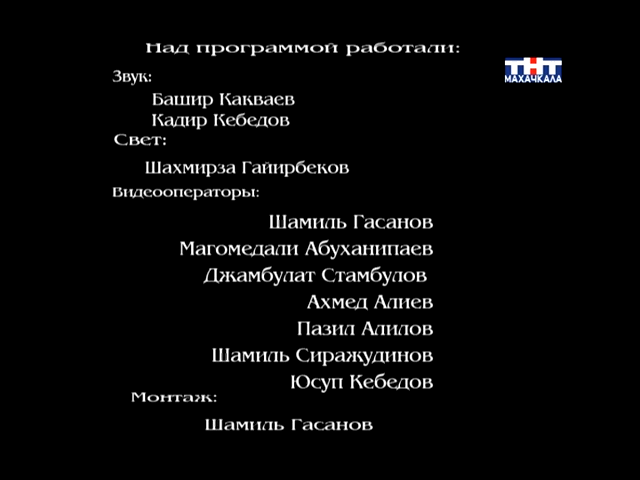 Над программой работали:
ТНТ
МАХАЧКАЛА
Звук:
Башир Какваев
Кадир Кебедов
Свет:
Шахмирза Гайирбеков
Видеооператоры:
Шамиль Гасанов
Магомедали Абуханипаев
Джамбулат Стамбулов
Ахмед Алиев
Пазил Алилов
Шамиль Сиражудинов
Юсуп Кебедов
Монтаж:
Шамиль Гасанов